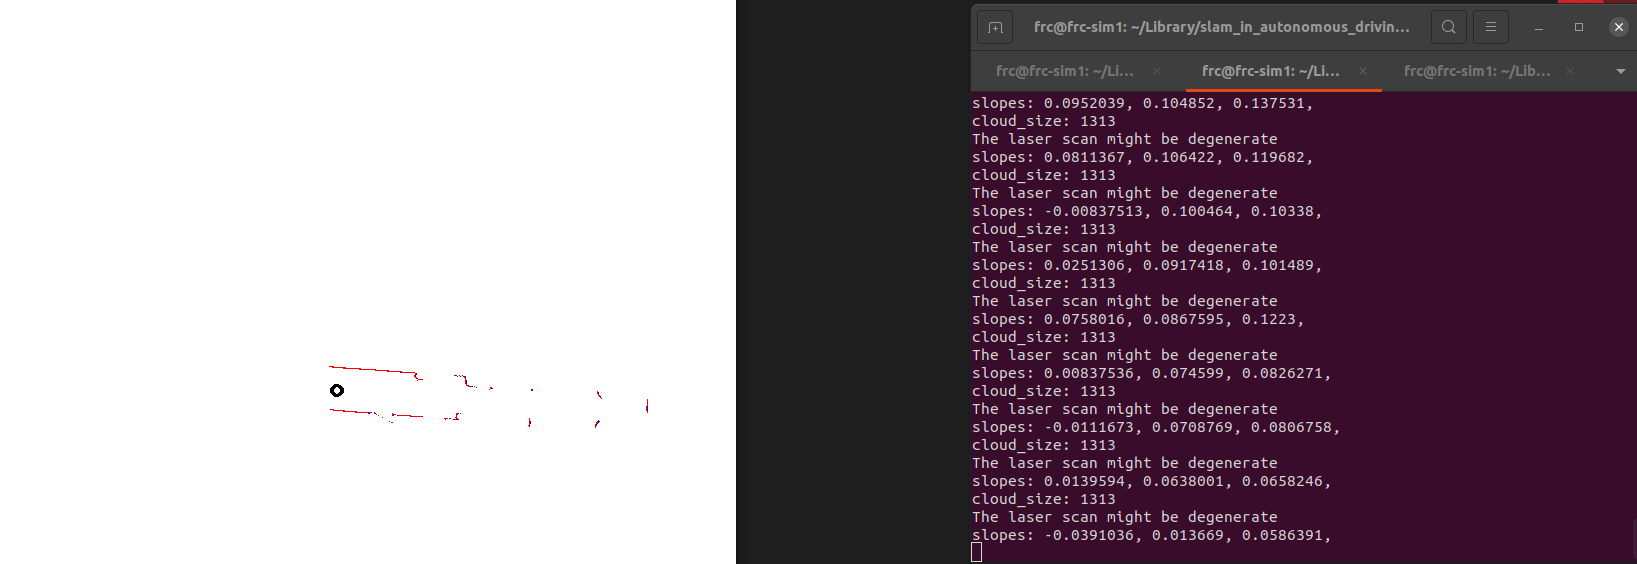 frc@frc-sim1: ~/Library/slam_in_autonomous_drivin...
frc@frc-sim1: ~/Li...
frc@frc-sim1: ~/Li...
frc@frc-sim1: ~/Lib...
slopes: 0.0952039, 0.104852, 0.137531,
cloud_size: 1313
The laser scan might be degenerate
slopes: 0.0811367, 0.106422, 0.119682,
cloud_size: 1313
The laser scan might be degenerate
slopes: -0.00837513, 0.100464, 0.10338,
cloud_size: 1313
The laser scan might be degenerate
slopes: 0.0251306, 0.0917418, 0.101489,
cloud_size: 1313
The laser scan might be degenerate
slopes: 0.0758016, 0.0867595, 0.1223,
cloud_size: 1313
The laser scan might be degenerate
slopes: 0.00837536, 0.074599, 0.0826271,
cloud_size: 1313
The laser scan might be degenerate
slopes: -0.0111673, 0.0708769, 0.0806758,
cloud_size: 1313
The laser scan might be degenerate
slopes: 0.0139594, 0.0638001, 0.0658246,
cloud_size: 1313
The laser scan might be degenerate
slopes: -0.0391036, 0.013669, 0.0586391,